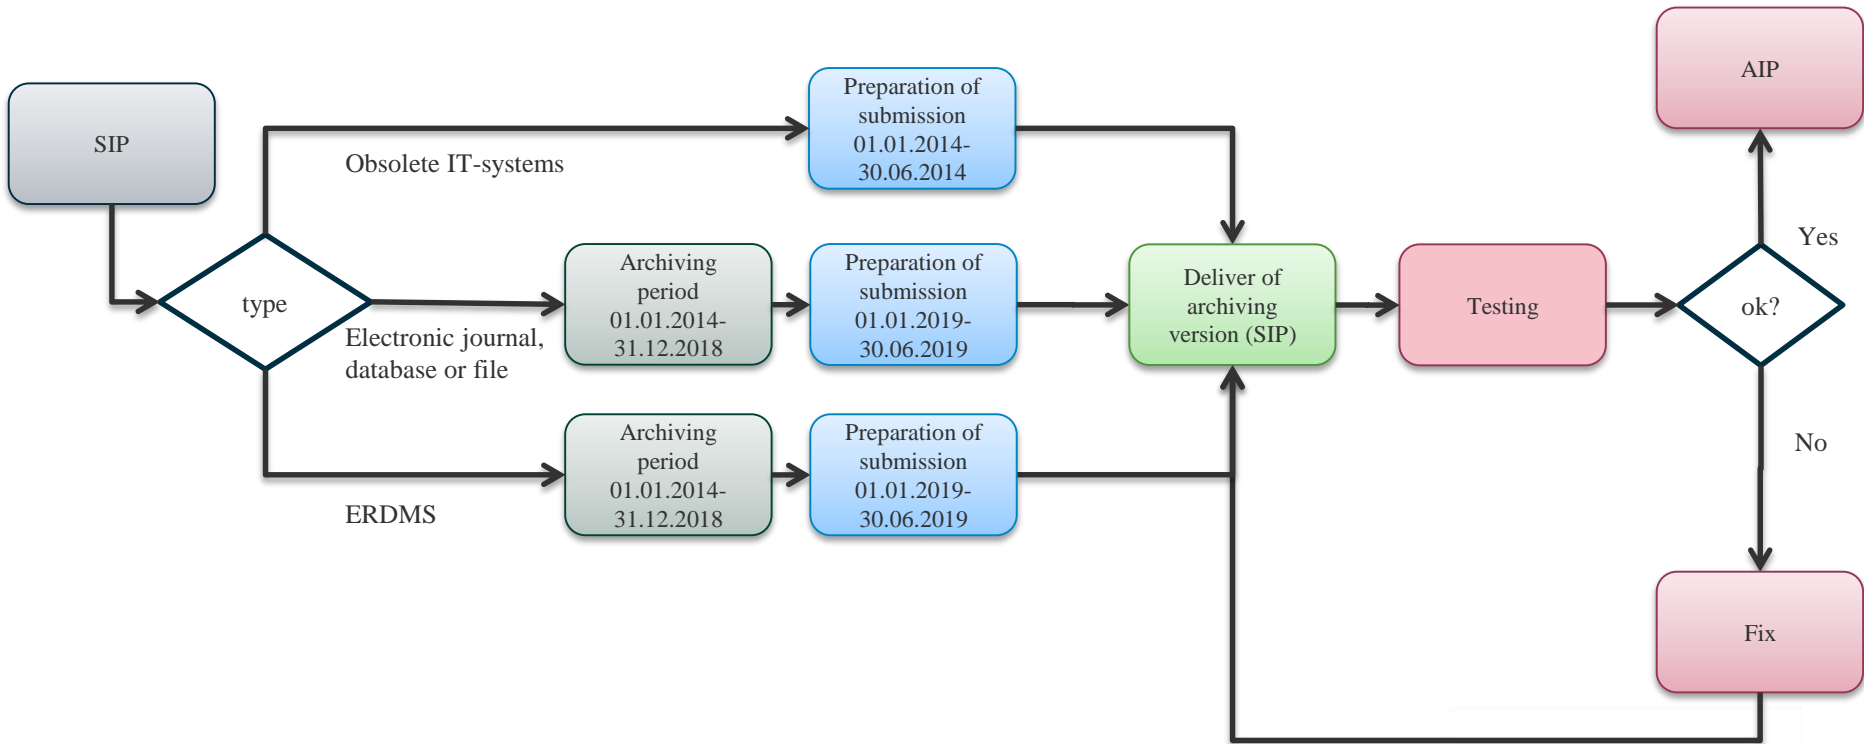 SIP
type
Obsolete IT-systems
Preparation of
submission
01.01.2014-
30.06.2014
Electronic journal,
database or file
Archiving
period
01.01.2014-
31.12.2018
Preparation of
submission
01.01.2019-
30.06.2019
ERDMS
Archiving
period
01.01.2014-
31.12.2018
Preparation of
submission
01.01.2019-
30.06.2019
Deliver of
archiving
version (SIP)
Testing
ok?
Yes
AIP
No
Fix